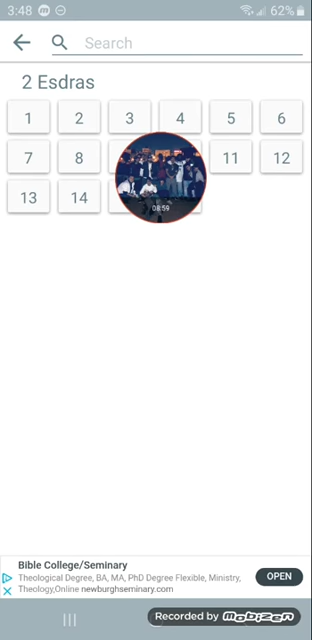 3:48 62%
Search
2 Esdras
1 2 3 4 5 6
7 8 11 12
13 14
08:59
Bible College/Seminary
Theological Degree, BA, MA, PhD Degree Flexible, Ministry,
Theology,Online newburghseminary.com
OPEN
Recorded by MOBIZEN